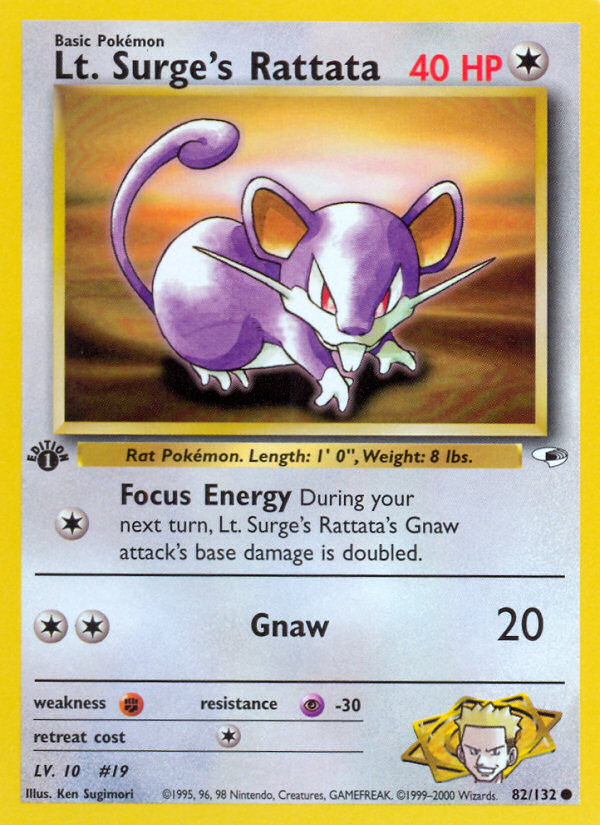 Basic Pokémon
Lt. Surge's Rattata 40 HP
EDITION 1
Rat Pokémon. Length: 1' 0", Weight: 8 lbs.
Focus Energy During your
next turn, Lt. Surge's Rattata's Gnaw
attack's base damage is doubled.
Gnaw 20
weakness resistance -30
retreat cost
LV. 10 #19
Illus. Ken Sugimori ©1995, 96, 98 Nintendo, Creatures, GAMEFREAK. ©1999-2000 Wizards. 82/132